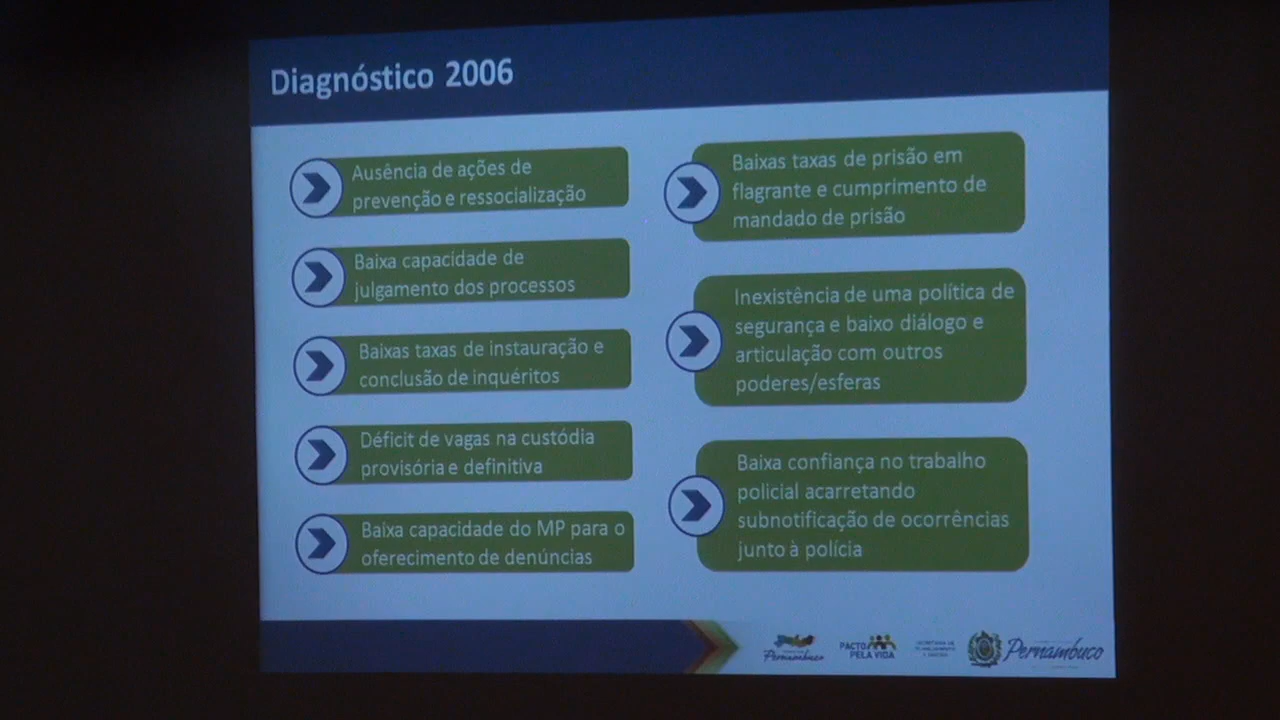 Diagnóstico 2006
Ausência de ações de
prevenção e ressocialização
Baixa capacidade de
julgamento dos processos
Baixas taxas de instauração e
conclusão de inquéritos
Déficit de vagas na custódia
provisória e definitiva
Baixa capacidade do MP para o
oferecimento de denúncias
Baixas taxas de prisão em
flagrante e cumprimento de
mandado de prisão
Inexistência de uma política de
segurança e baixo diálogo e
articulação com outros
poderes/esferas
Baixa confiança no trabalho
policial acarretando
subnotificação de ocorrências
junto à polícia
Pernambuco
PACTO
PELA VIDA
Pernambuco